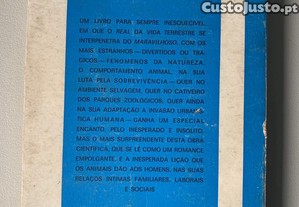 CustoJusto.pt
UM LIVRO PARA SEMPRE INESQUECÍVEL
EM QUE O REAL DA VIDA TERRESTRE SE
INTERPENETRA DO MARAVILHOSO, COM OS
MAIS ESTRANHOS — DIVERTIDOS OU TRÁ-
GICOS — FENÓMENOS DA NATUREZA.
O COMPORTAMENTO ANIMAL, NA SUA
LUTA PELA SOBREVIVÊNCIA — QUER NO
AMBIENTE SELVAGEM, QUER NO CATIVEIRO
DOS PARQUES ZOOLÓGICOS, QUER AINDA
NA SUA ADAPTAÇÃO À INVASÃO URBANÍS-
TICA HUMANA — GANHA UM ESPECIAL
ENCANTO, PELO INESPERADO E INSÓLITO.
MAS O MAIS SURPREENDENTE DESTA OBRA
CIENTÍFICA, QUE SE LÊ COMO UM ROMANCE
EMPOLGANTE, É A INESPERADA LIÇÃO QUE
OS ANIMAIS DÃO AOS HOMENS, NAS SUAS
RELAÇÕES ÍNTIMAS FAMILIARES, LABORAIS
E SOCIAIS